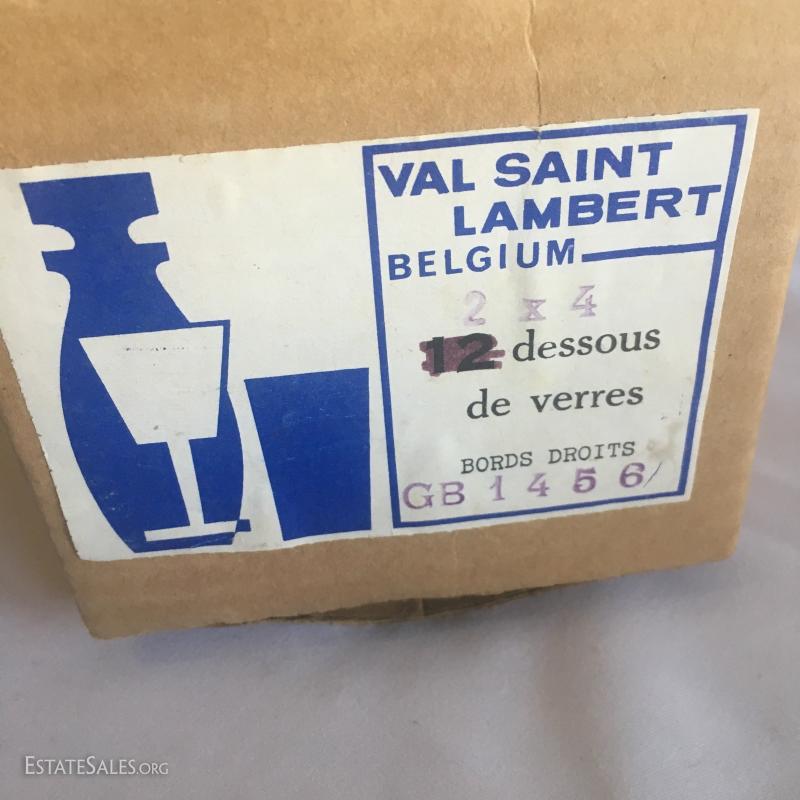 VAL SAINT
LAMBERT
BELGIUM
2 x 4
12 dessous
de verres
BORDS DROITS
GB 1456/
ESTATESALES.ORG